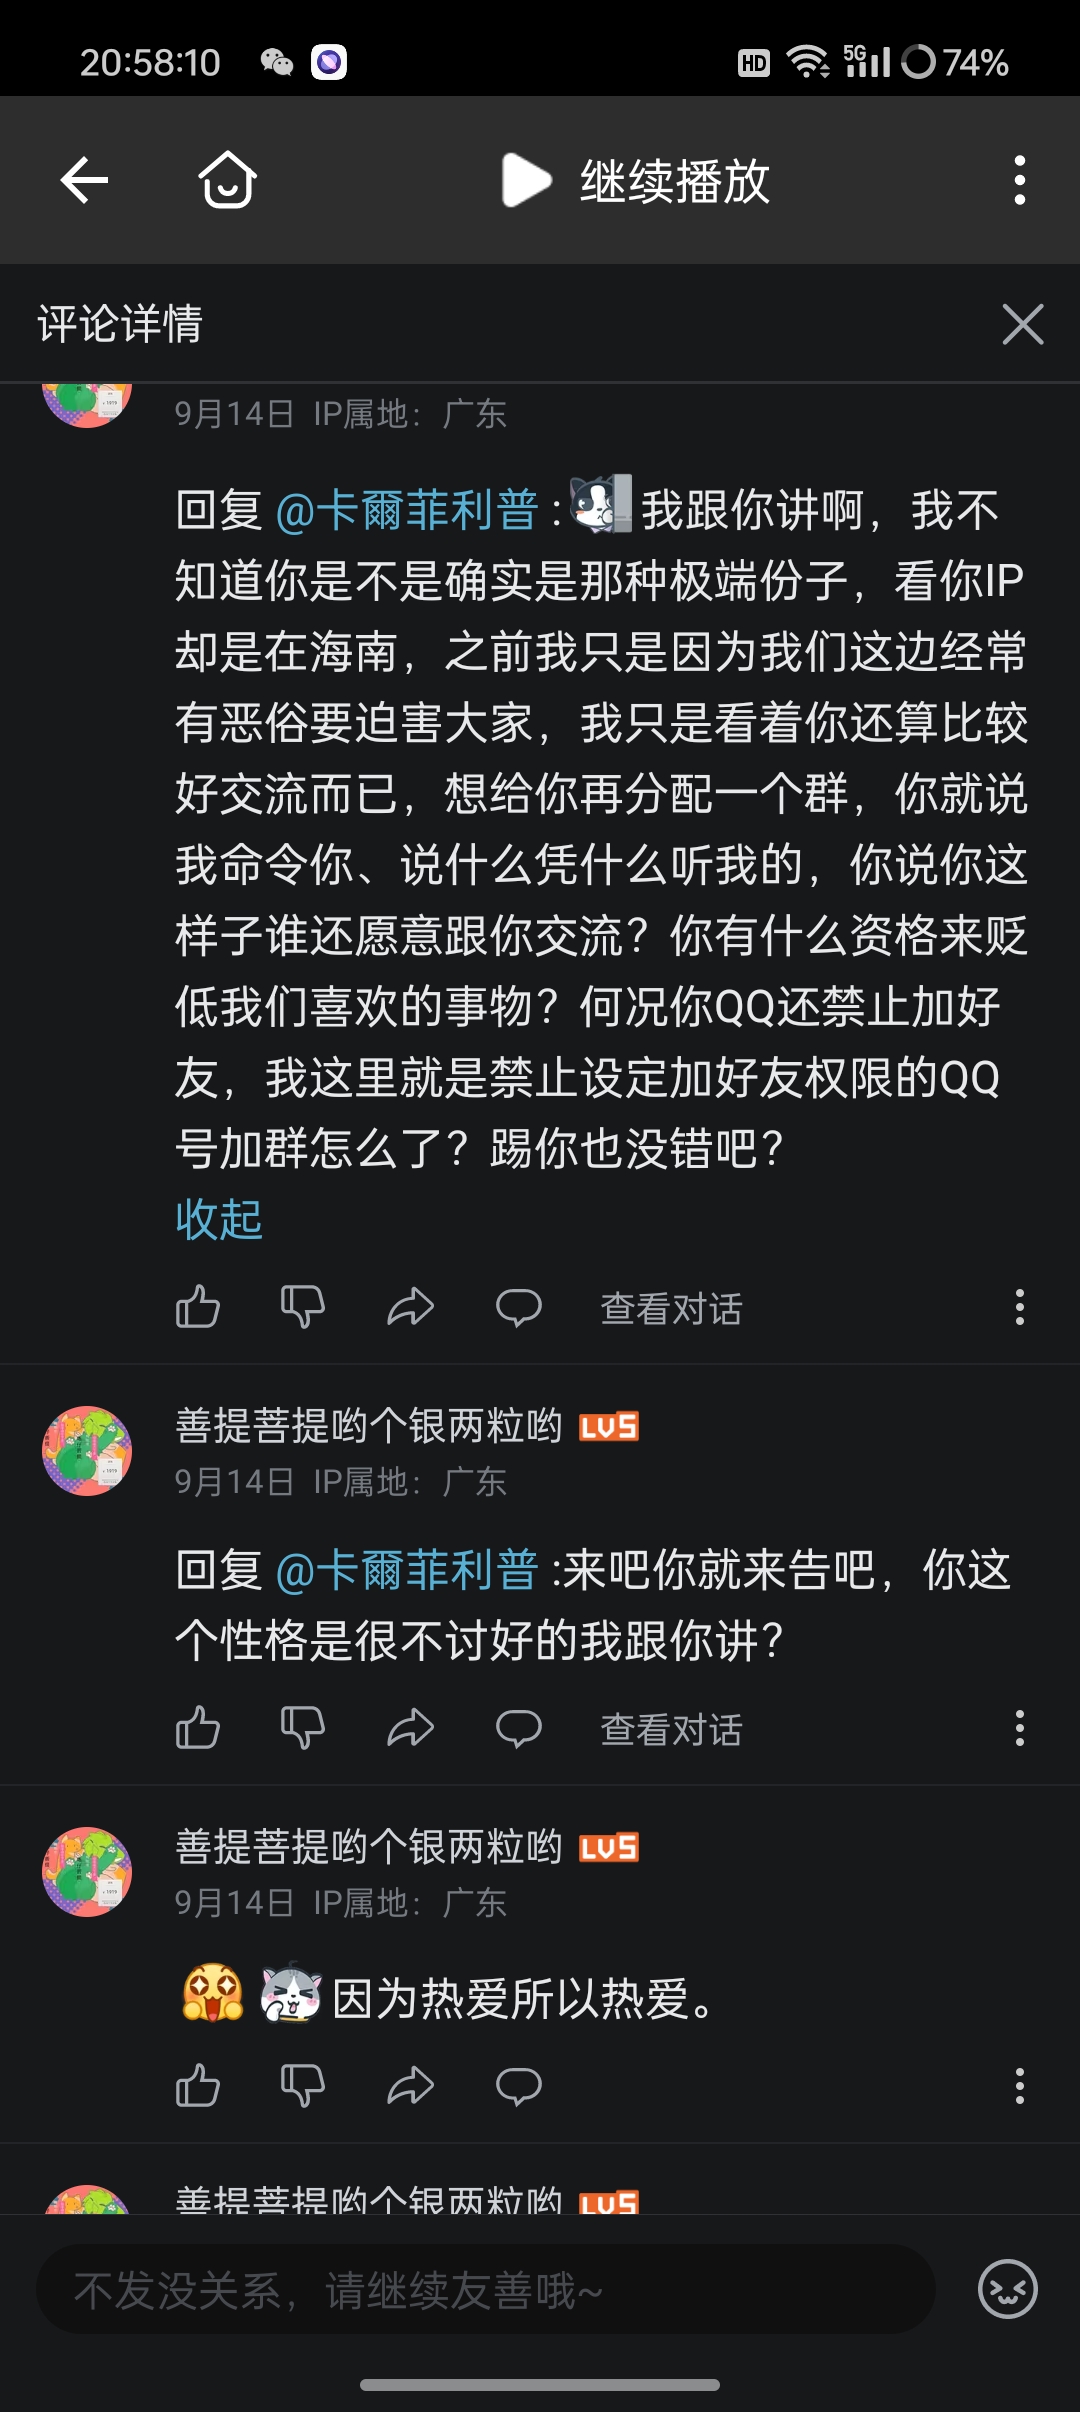 20:58:10 HD 5G 74%
继续播放
评论详情
9月14日 IP属地：广东
回复 @卡爾菲利普 :我跟你讲啊，我不
知道你是不是确实是那种极端份子，看你IP
却是在海南，之前我只是因为我们这边经常
有恶俗要迫害大家，我只是看着你还算比较
好交流而已，想给你再分配一个群，你就说
我命令你、说什么凭什么听我的，你说你这
样子谁还愿意跟你交流？你有什么资格来贬
低我们喜欢的事物？何况你QQ还禁止加好
友，我这里就是禁止设定加好友权限的QQ
号加群怎么了？踢你也没错吧？
收起
查看对话
善提菩提哟个银两粒哟 LV5
9月14日 IP属地：广东
回复 @卡爾菲利普 :来吧你就来告吧，你这
个性格是很不讨好的我跟你讲？
查看对话
善提菩提哟个银两粒哟 LV5
9月14日 IP属地：广东
因为热爱所以热爱。
善提菩提哟个银两粒哟 LV5
不发没关系，请继续友善哦~